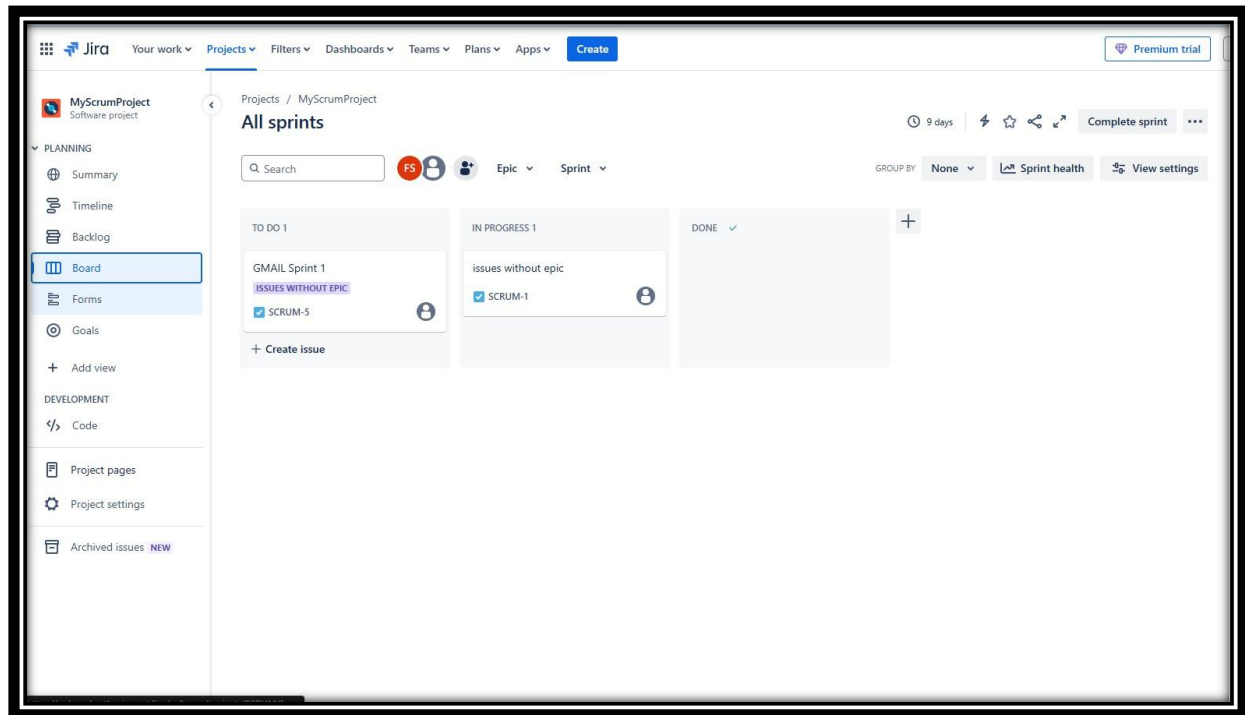 Jira Your work Projects Filters Dashboards Teams Plans Apps Create Premium trial
MyScrumProject
Software project
Projects / MyScrumProject
All sprints
9 days Complete sprint
PLANNING
Summary
Timeline
Backlog
Board
Forms
Goals
Add view
DEVELOPMENT
Code
Project pages
Project settings
Archived issues NEW
Search FS Epic Sprint GROUP BY None Sprint health View settings
TO DO 1
GMAIL Sprint 1
ISSUES WITHOUT EPIC
SCRUM-5
+ Create issue
IN PROGRESS 1
issues without epic
SCRUM-1
DONE